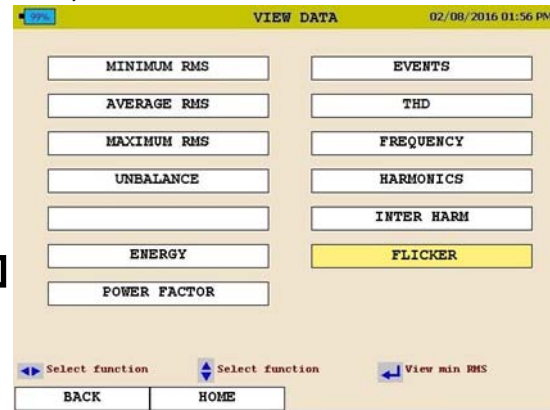 99% VIEW DATA 02/08/2016 01:56 PM
MINIMUM RMS EVENTS
AVERAGE RMS THD
MAXIMUM RMS FREQUENCY
UNBALANCE HARMONICS
INTER HARM
ENERGY FLICKER
POWER FACTOR
Select function Select function View min RMS
BACK HOME